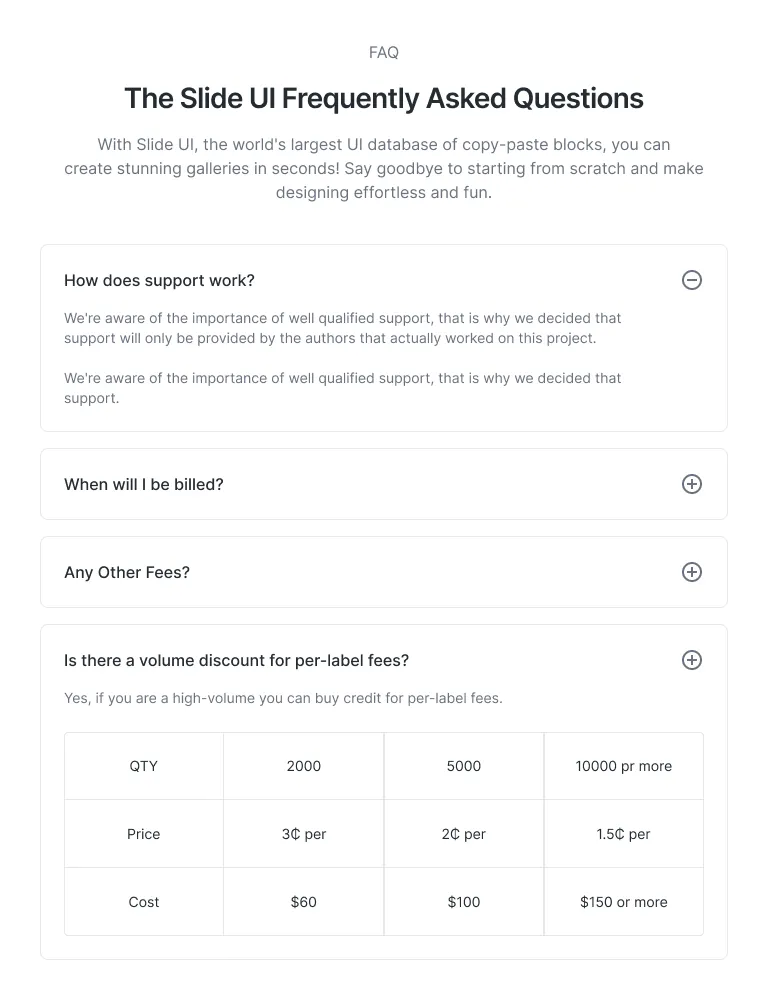 FAQ
The Slide UI Frequently Asked Questions
With Slide UI, the world's largest UI database of copy-paste blocks, you can
create stunning galleries in seconds! Say goodbye to starting from scratch and make
designing effortless and fun.
How does support work?
We're aware of the importance of well qualified support, that is why we decided that
support will only be provided by the authors that actually worked on this project.
We're aware of the importance of well qualified support, that is why we decided that
support.
When will I be billed?
Any Other Fees?
Is there a volume discount for per-label fees?
Yes, if you are a high-volume you can buy credit for per-label fees.
QTY 2000 5000 10000 pr more
Price 3₵ per 2₵ per 1.5₵ per
Cost $60 $100 $150 or more